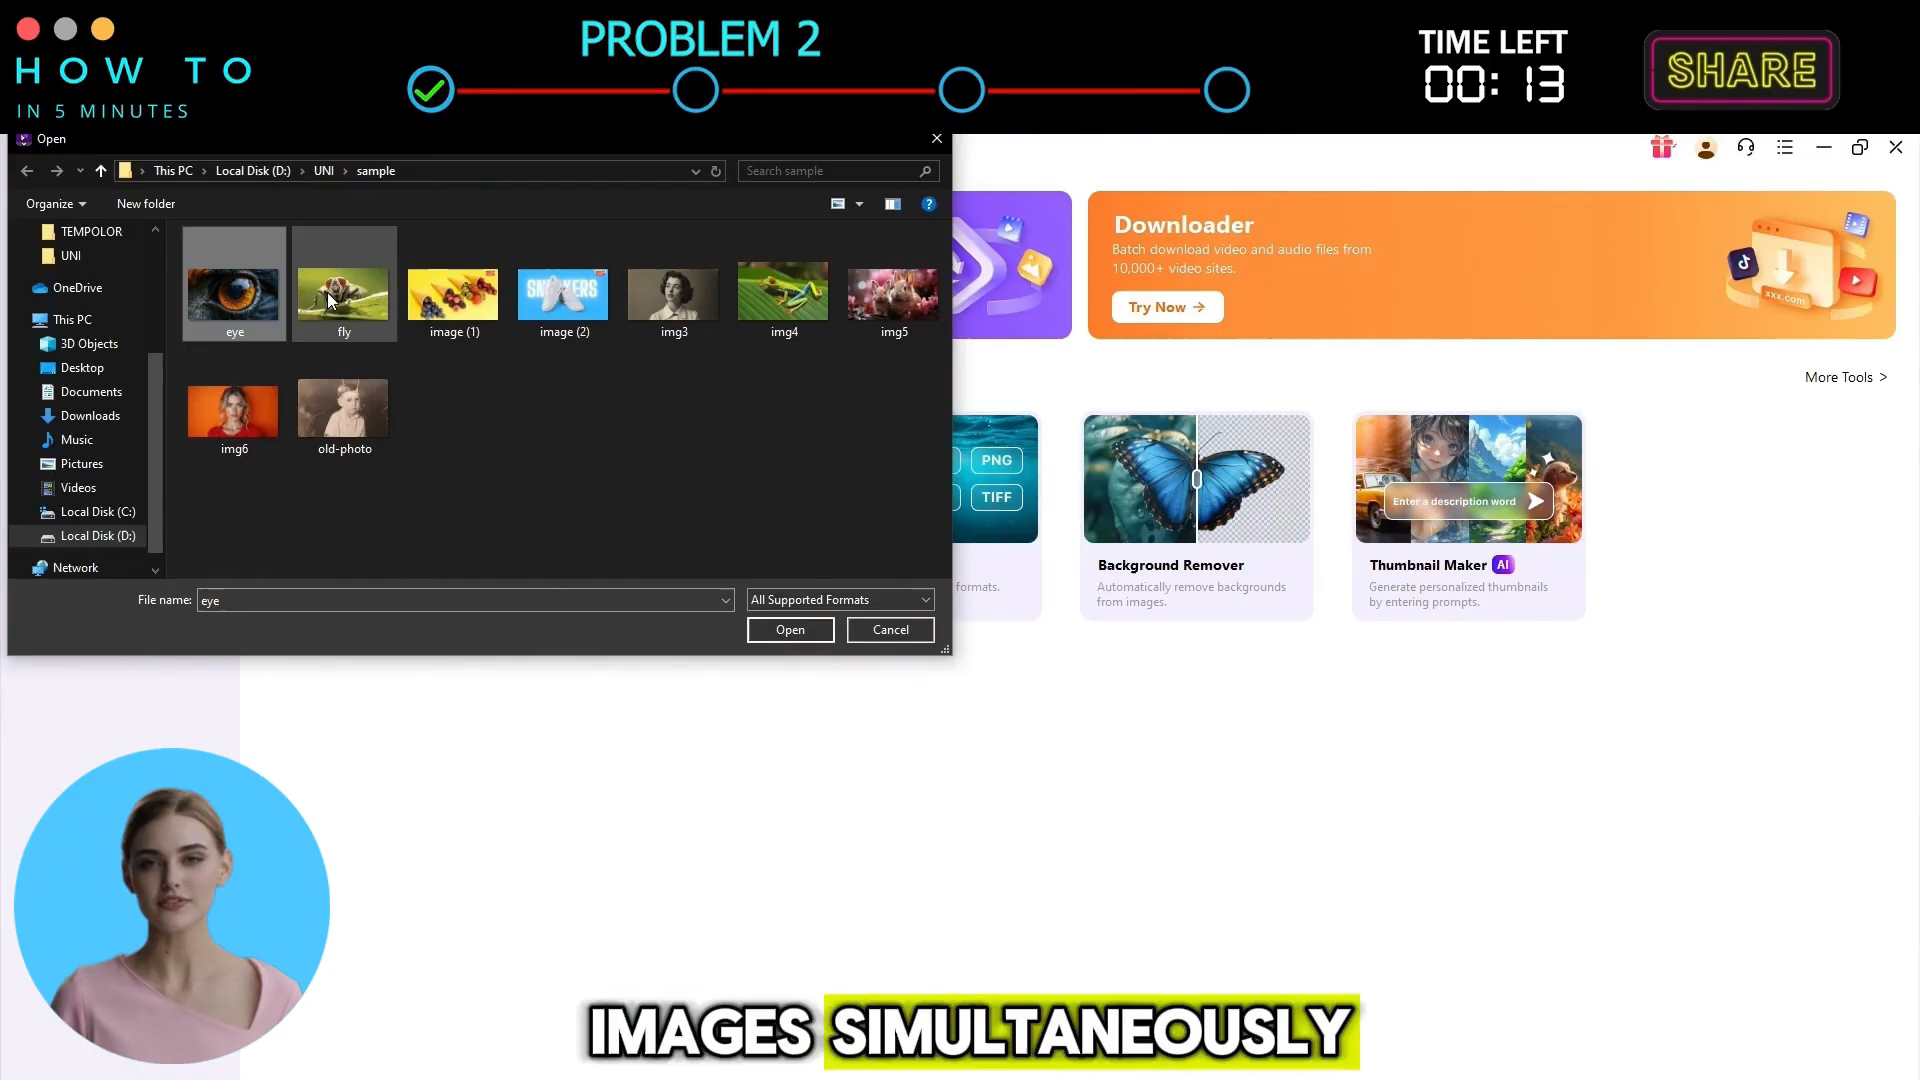 HOW TO
IN 5 MINUTES
PROBLEM 2
TIME LEFT
00:13
SHARE
Open
This PC
Local Disk (D:)
UNI
sample
Search sample
Organize
New folder
TEMPOLOR
UNI
OneDrive
This PC
3D Objects
Desktop
Documents
Downloads
Music
Pictures
Videos
Local Disk (C:)
Local Disk (D:)
Network
eye
fly
image (1)
image (2)
img3
img4
img5
img6
old-photo
SNEAKERS
File name:
eye
All Supported Formats
Open
Cancel
Downloader
Batch download video and audio files from
10,000+ video sites.
Try Now →
xxx.com
More Tools >
PNG
TIFF
formats.
Background Remover
Automatically remove backgrounds
from images.
Enter a description word
Thumbnail Maker AI
Generate personalized thumbnails
by entering prompts.
IMAGES SIMULTANEOUSLY